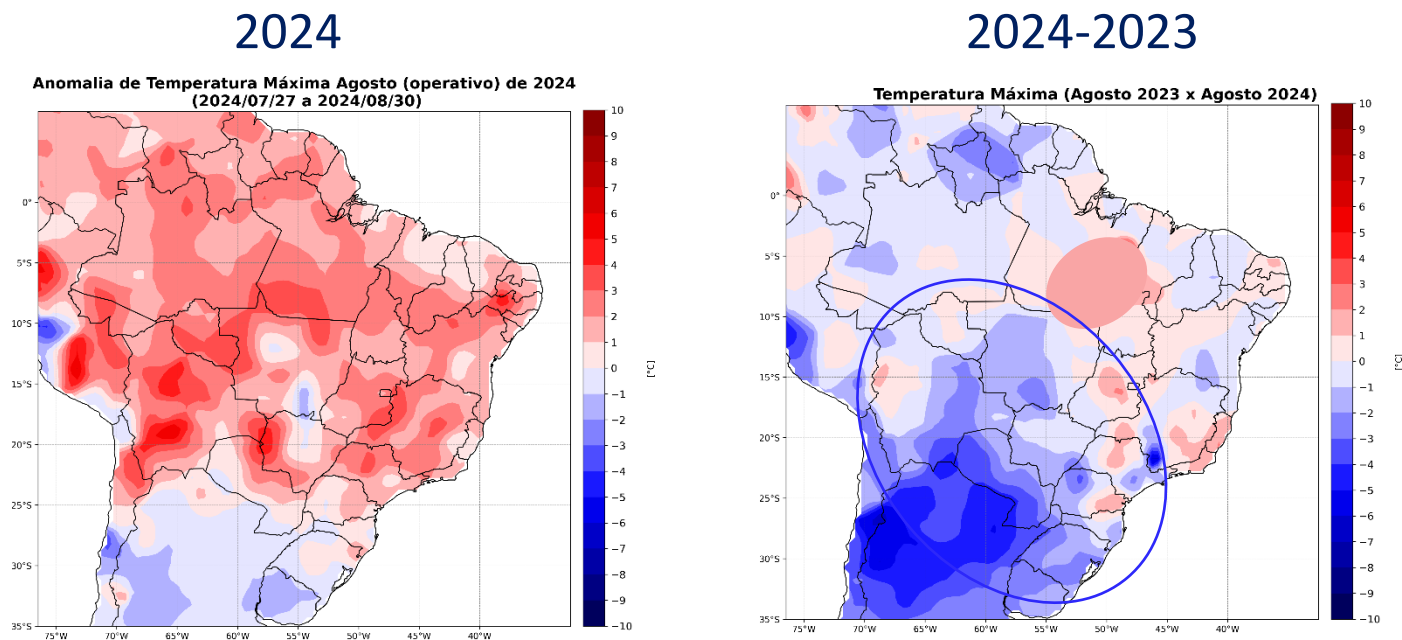 2024
2024-2023
Anomalia de Temperatura Máxima Agosto (operativo) de 2024
(2024/07/27 a 2024/08/30)
0°
5°S
10°S
15°S
20°S
25°S
30°S
35°S
75°W
70°W
65°W
60°W
55°W
50°W
45°W
40°W
10
9
8
7
6
5
4
3
2
1
0
−1
−2
−3
−4
−5
−6
−7
−8
−9
−10
[°C]
Temperatura Máxima (Agosto 2023 x Agosto 2024)
0°
5°S
10°S
15°S
20°S
25°S
30°S
35°S
75°W
70°W
65°W
60°W
55°W
50°W
45°W
40°W
10
9
8
7
6
5
4
3
2
1
0
−1
−2
−3
−4
−5
−6
−7
−8
−9
−10
[°C]